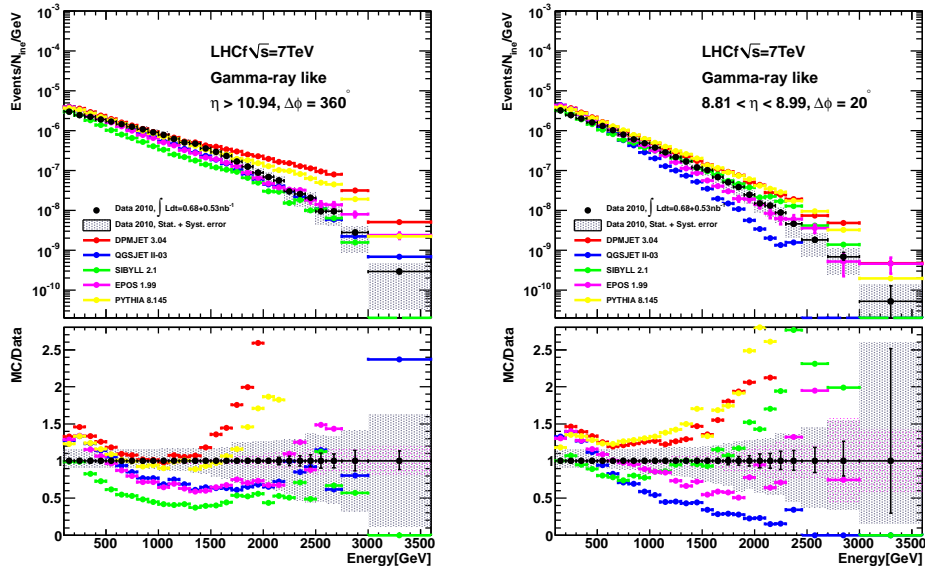 Events/N_ine/GeV
10^-3
10^-4
10^-5
10^-6
10^-7
10^-8
10^-9
10^-10
LHCf √s=7TeV
Gamma-ray like
η > 10.94, Δϕ = 360°
Data 2010, ∫ Ldt=0.68+0.53nb^-1
Data 2010, Stat. + Syst. error
DPMJET 3.04
QGSJET II-03
SIBYLL 2.1
EPOS 1.99
PYTHIA 8.145
MC/Data
2.5
2
1.5
1
0.5
0
500 1000 1500 2000 2500 3000 3500
Energy[GeV]
Events/N_ine/GeV
10^-3
10^-4
10^-5
10^-6
10^-7
10^-8
10^-9
10^-10
LHCf √s=7TeV
Gamma-ray like
8.81 < η < 8.99, Δϕ = 20°
Data 2010, ∫ Ldt=0.68+0.53nb^-1
Data 2010, Stat. + Syst. error
DPMJET 3.04
QGSJET II-03
SIBYLL 2.1
EPOS 1.99
PYTHIA 8.145
MC/Data
2.5
2
1.5
1
0.5
0
500 1000 1500 2000 2500 3000 3500
Energy[GeV]